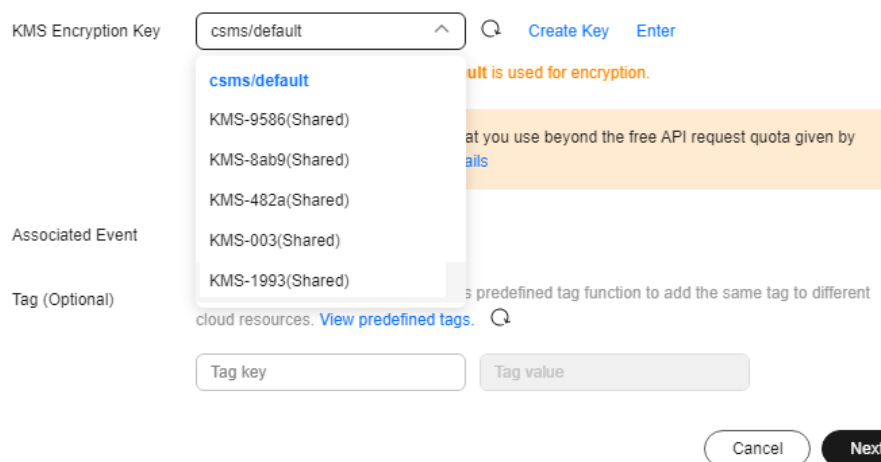 KMS Encryption Key
csms/default
Create Key Enter
csms/default
ult is used for encryption.
KMS-9586(Shared)
at you use beyond the free API request quota given by
KMS-8ab9(Shared)
ails
KMS-482a(Shared)
Associated Event
KMS-003(Shared)
KMS-1993(Shared)
Tag (Optional)
s predefined tag function to add the same tag to different
cloud resources. View predefined tags.
Tag key
Tag value
Cancel
Next